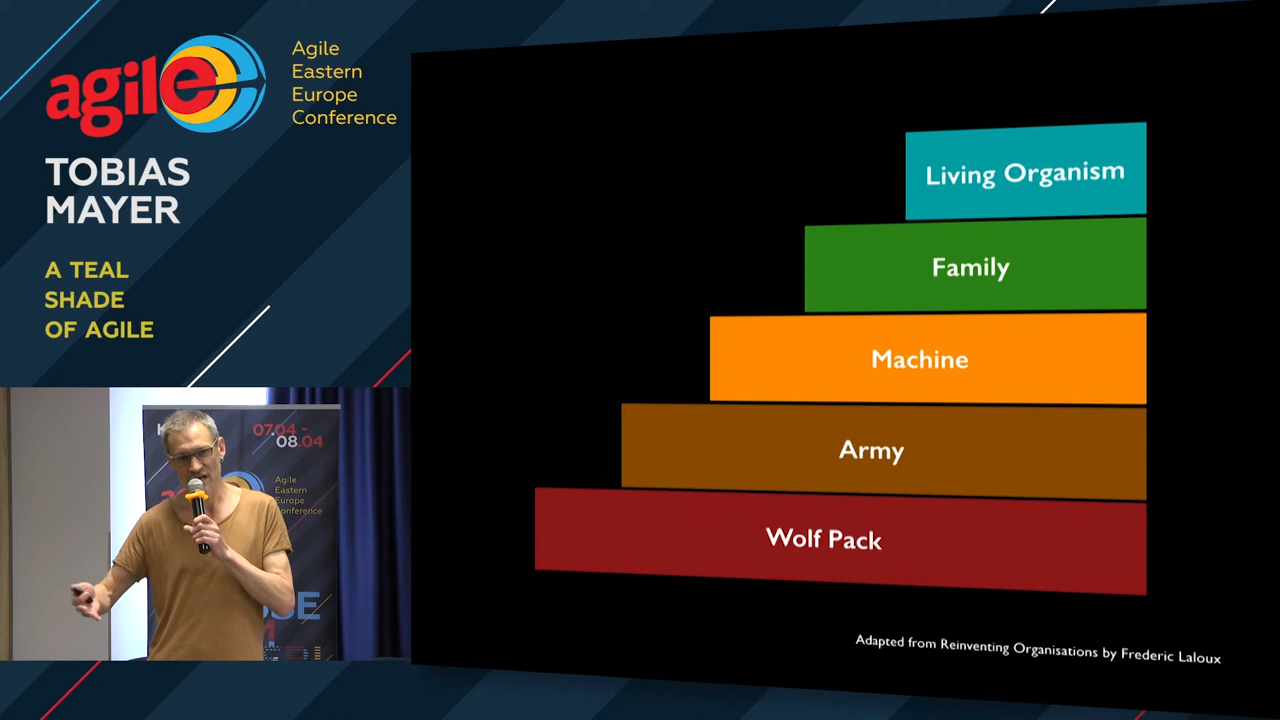 agile
Agile
Eastern
Europe
Conference
TOBIAS
MAYER
A TEAL
SHADE
OF AGILE
07.04 -
08.04
Agile
Eastern
Europe
Conference
Living Organism
Family
Machine
Army
Wolf Pack
Adapted from Reinventing Organisations by Frederic Laloux